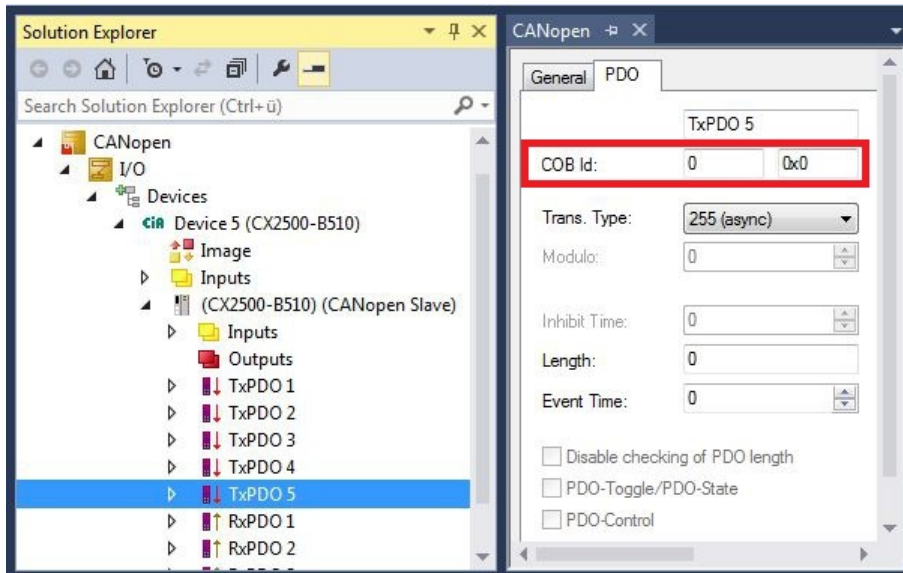 Solution Explorer
Search Solution Explorer (Ctrl+ü)
CANopen
I/O
Devices
CiA Device 5 (CX2500-B510)
Image
Inputs
(CX2500-B510) (CANopen Slave)
Inputs
Outputs
TxPDO 1
TxPDO 2
TxPDO 3
TxPDO 4
TxPDO 5
RxPDO 1
RxPDO 2
CANopen
General PDO
TxPDO 5
COB Id: 0 0x0
Trans. Type: 255 (async)
Modulo: 0
Inhibit Time: 0
Length: 0
Event Time: 0
Disable checking of PDO length
PDO-Toggle/PDO-State
PDO-Control